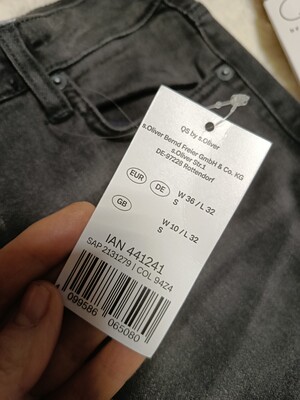 QS by s.Oliver
s.Oliver Bernd Freier GmbH & Co. KG
s.Oliver Str.1
DE-97228 Rottendorf
EUR DE W 36 / L 32
S
GB W 10 / L 32
S
IAN 441241
SAP 2131279 | COL 9424
4 099586 065080